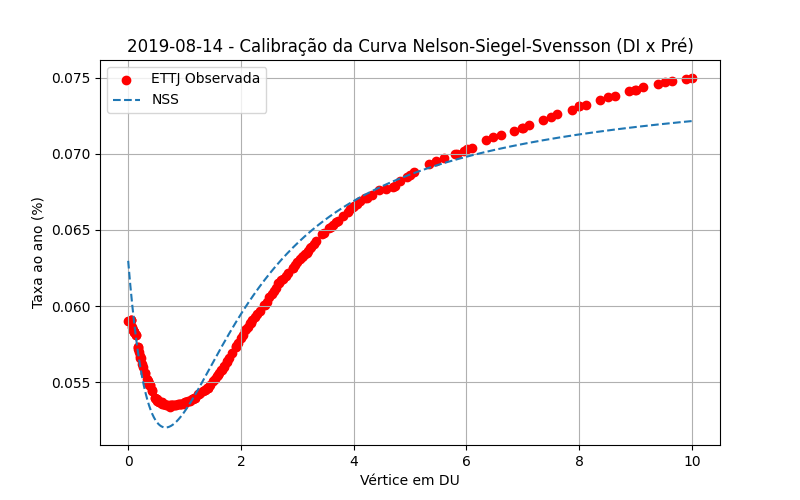 2019-08-14 - Calibração da Curva Nelson-Siegel-Svensson (DI x Pré)
ETTJ Observada
NSS
Taxa ao ano (%)
0.075
0.070
0.065
0.060
0.055
0 2 4 6 8 10
Vértice em DU